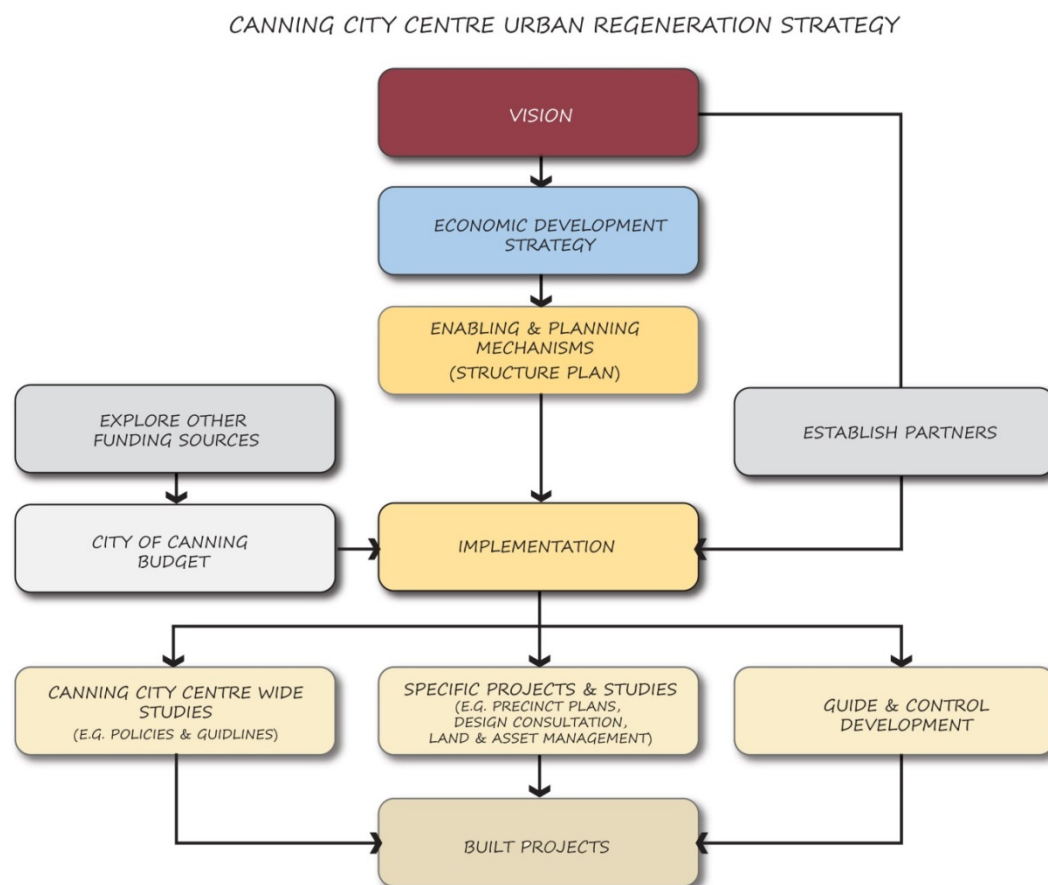 CANNING CITY CENTRE URBAN REGENERATION STRATEGY
VISION
ECONOMIC DEVELOPMENT
STRATEGY
ENABLING & PLANNING
MECHANISMS
(STRUCTURE PLAN)
EXPLORE OTHER
FUNDING SOURCES
ESTABLISH PARTNERS
CITY OF CANNING
BUDGET
IMPLEMENTATION
CANNING CITY CENTRE WIDE
STUDIES
(E.G. POLICIES & GUIDLINES)
SPECIFIC PROJECTS & STUDIES
(E.G. PRECINCT PLANS,
DESIGN CONSULTATION,
LAND & ASSET MANAGEMENT)
GUIDE & CONTROL
DEVELOPMENT
BUILT PROJECTS